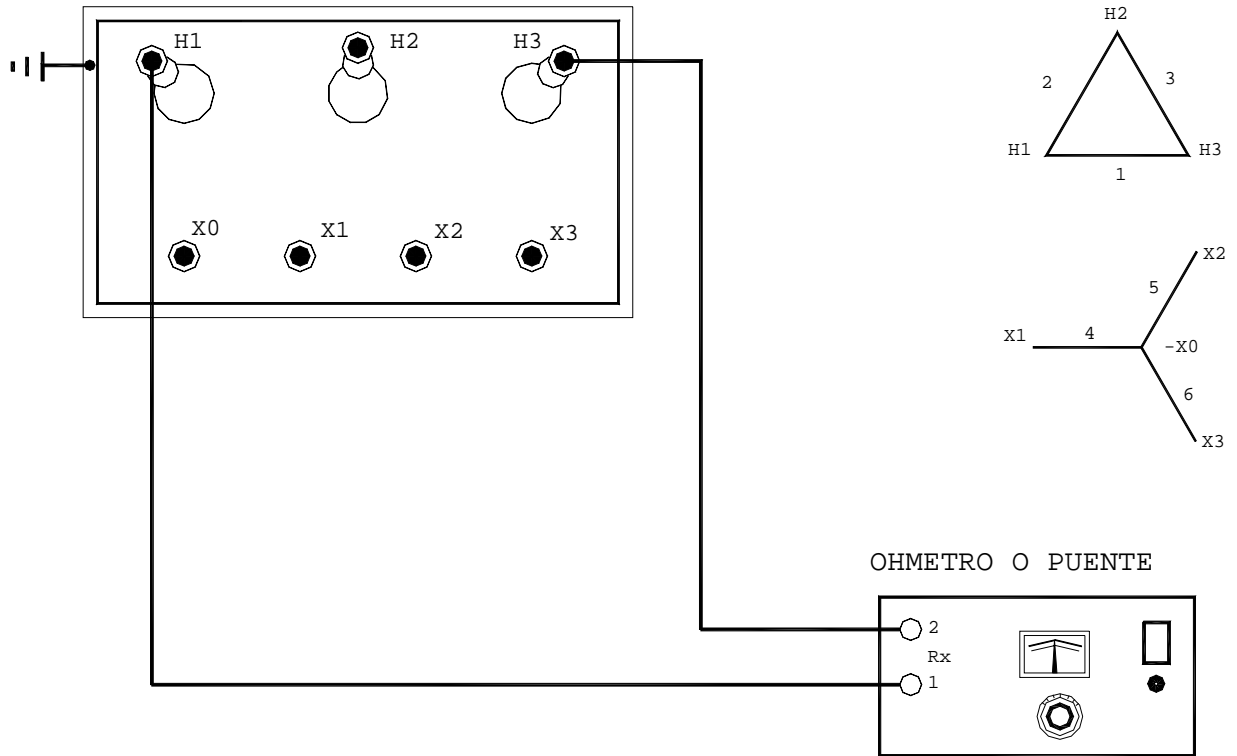 H1 H2 H3
X0 X1 X2 X3
H2
2 3
H1 H3
1
X2
5
X1 4 -X0
6
X3
OHMETRO O PUENTE
2
Rx
1